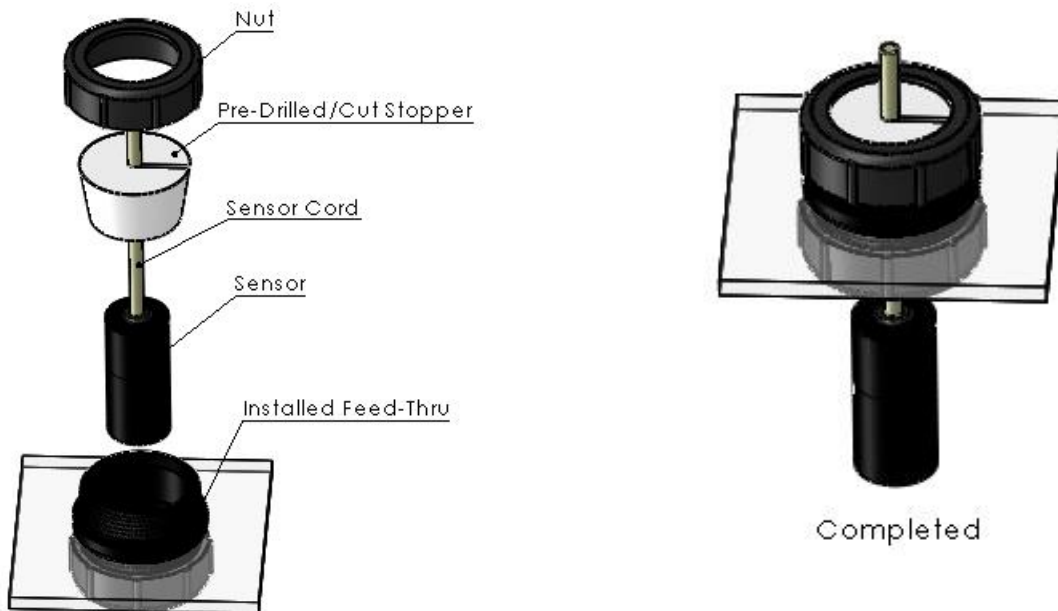 Nut
Pre-Drilled/Cut Stopper
Sensor Cord
Sensor
Installed Feed-Thru
Completed